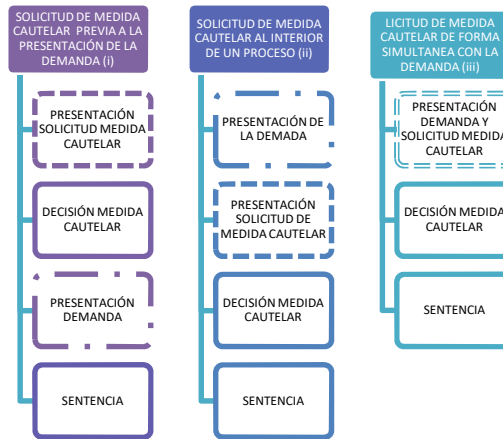 SOLICITUD DE MEDIDA
CAUTELAR PREVIA A LA
PRESENTACIÓN DE LA
DEMANDA (i)
PRESENTACIÓN
SOLICITUD MEDIDA
CAUTELAR
DECISIÓN MEDIDA
CAUTELAR
PRESENTACIÓN
DEMANDA
SENTENCIA
SOLICITUD DE MEDIDA
CAUTELAR AL INTERIOR
DE UN PROCESO (ii)
PRESENTACIÓN DE
LA DEMADA
PRESENTACIÓN
SOLICITUD DE
MEDIDA CAUTELAR
DECISIÓN MEDIDA
CAUTELAR
SENTENCIA
LICITUD DE MEDIDA
CAUTELAR DE FORMA
SIMULTANEA CON LA
DEMANDA (iii)
PRESENTACIÓN
DEMANDA Y
SOLICITUD MEDIDA
CAUTELAR
DECISIÓN MEDIDA
CAUTELAR
SENTENCIA